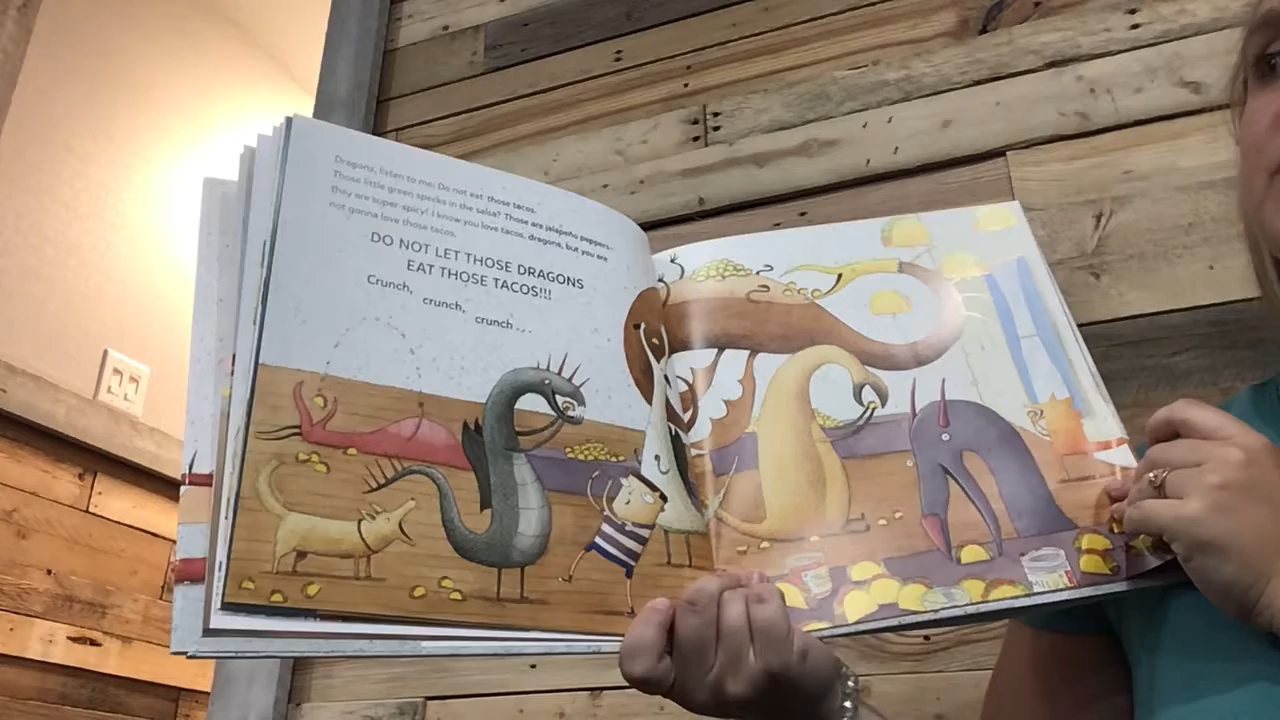 Dragons, listen to me: Do not eat those tacos.
Those little green specks in the salsa? Those are jalapeño peppers-
they are super-spicy! I know you love tacos, dragons, but you are
not gonna love those tacos.
DO NOT LET THOSE DRAGONS
EAT THOSE TACOS!!!
Crunch,
crunch,
crunch...
MILD